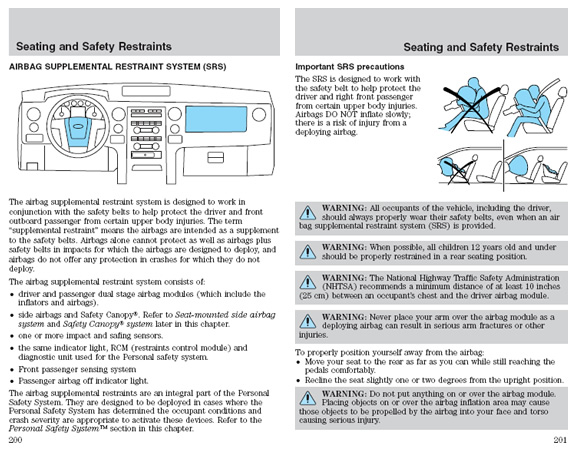 Seating and Safety Restraints
AIRBAG SUPPLEMENTAL RESTRAINT SYSTEM (SRS)
The airbag supplemental restraint system is designed to work in
conjunction with the safety belts to help protect the driver and front
outboard passenger from certain upper body injuries. The term
“supplemental restraint” means the airbags are intended as a supplement
to the safety belts. Airbags alone cannot protect as well as airbags plus
safety belts in impacts for which the airbags are designed to deploy, and
airbags do not offer any protection in crashes for which they do not
deploy.
The airbag supplemental restraint system consists of:
• driver and passenger dual stage airbag modules (which include the
inflators and airbags).
• side airbags and Safety Canopy®. Refer to Seat-mounted side airbag
system and Safety Canopy® system later in this chapter.
• one or more impact and safing sensors.
• the same indicator light, RCM (restraints control module) and
diagnostic unit used for the Personal safety system.
• Front passenger sensing system
• Passenger airbag off indicator light.
The airbag supplemental restraints are an integral part of the Personal
Safety System. They are designed to be deployed in cases where the
Personal Safety System has determined the occupant conditions and
crash severity are appropriate to activate these devices. Refer to the
Personal Safety System™ section in this chapter.
200
Seating and Safety Restraints
Important SRS precautions
The SRS is designed to work with
the safety belt to help protect the
driver and right front passenger
from certain upper body injuries.
Airbags DO NOT inflate slowly;
there is a risk of injury from a
deploying airbag.
WARNING: All occupants of the vehicle, including the driver,
should always properly wear their safety belts, even when an air
bag supplemental restraint system (SRS) is provided.
WARNING: When possible, all children 12 years old and under
should be properly restrained in a rear seating position.
WARNING: The National Highway Traffic Safety Administration
(NHTSA) recommends a minimum distance of at least 10 inches
(25 cm) between an occupant's chest and the driver airbag module.
WARNING: Never place your arm over the airbag module as a
deploying airbag can result in serious arm fractures or other
injuries.
To properly position yourself away from the airbag:
• Move your seat to the rear as far as you can while still reaching the
pedals comfortably.
• Recline the seat slightly one or two degrees from the upright position.
WARNING: Do not put anything on or over the airbag module.
Placing objects on or over the airbag inflation area may cause
those objects to be propelled by the airbag into your face and torso
causing serious injury.
201